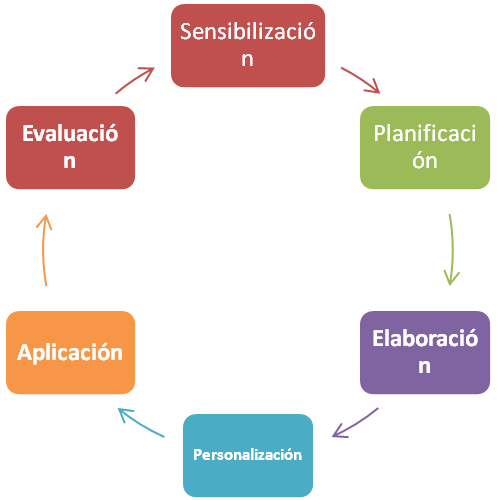 Sensibilizació
n
Planificaci
ón
Elaboració
n
Personalización
Aplicación
Evaluació
n